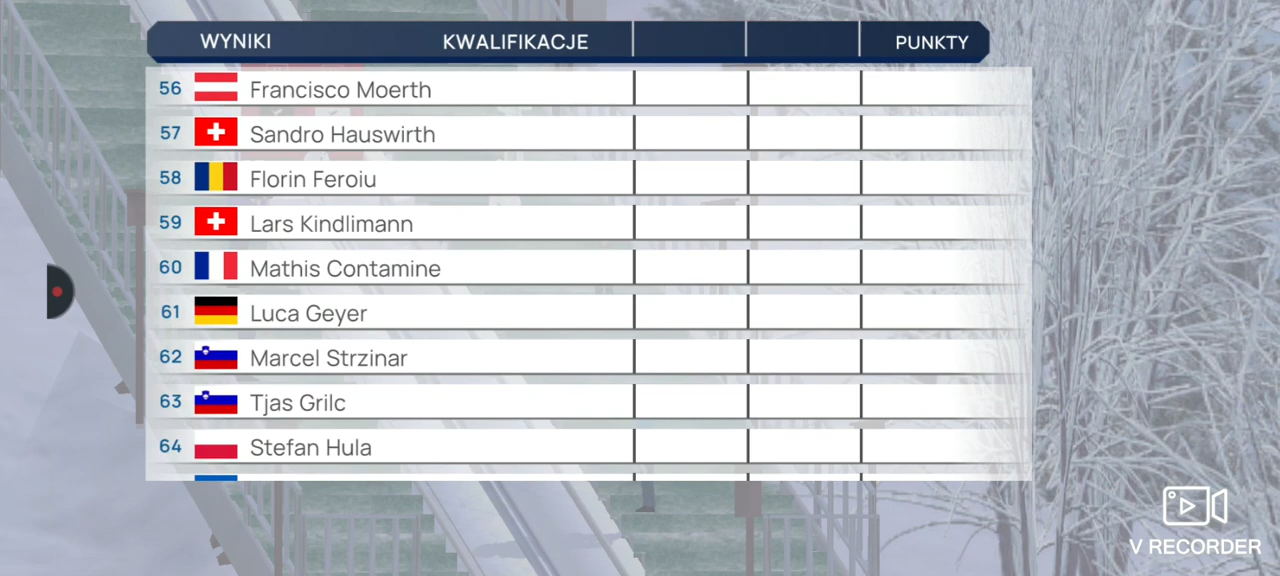 WYNIKI KWALIFIKACJE PUNKTY
56 Francisco Moerth
57 Sandro Hauswirth
58 Florin Feroiu
59 Lars Kindlimann
60 Mathis Contamine
61 Luca Geyer
62 Marcel Strzinar
63 Tjas Grilc
64 Stefan Hula
V RECORDER